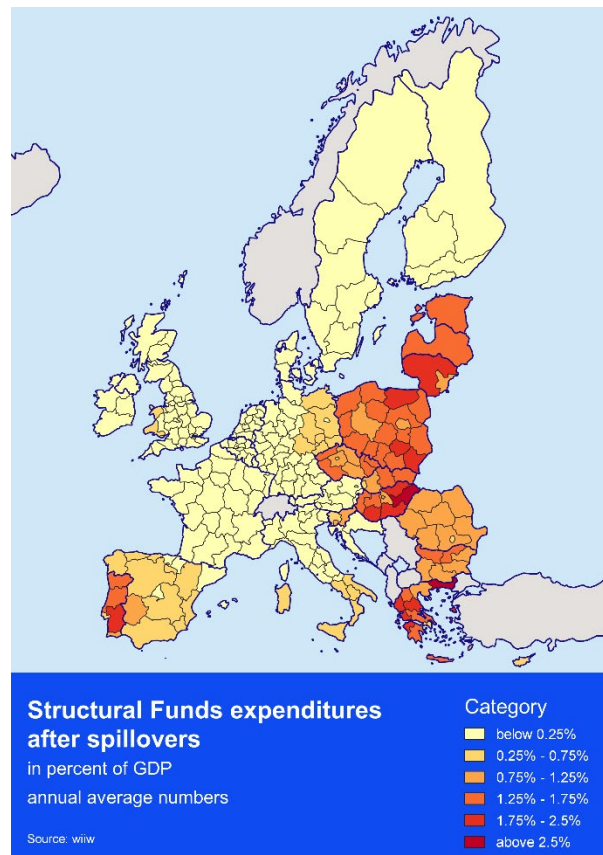 Structural Funds expenditures
after spillovers
in percent of GDP
annual average numbers
Source: wiiw
Category
below 0.25%
0.25% - 0.75%
0.75% - 1.25%
1.25% - 1.75%
1.75% - 2.5%
above 2.5%